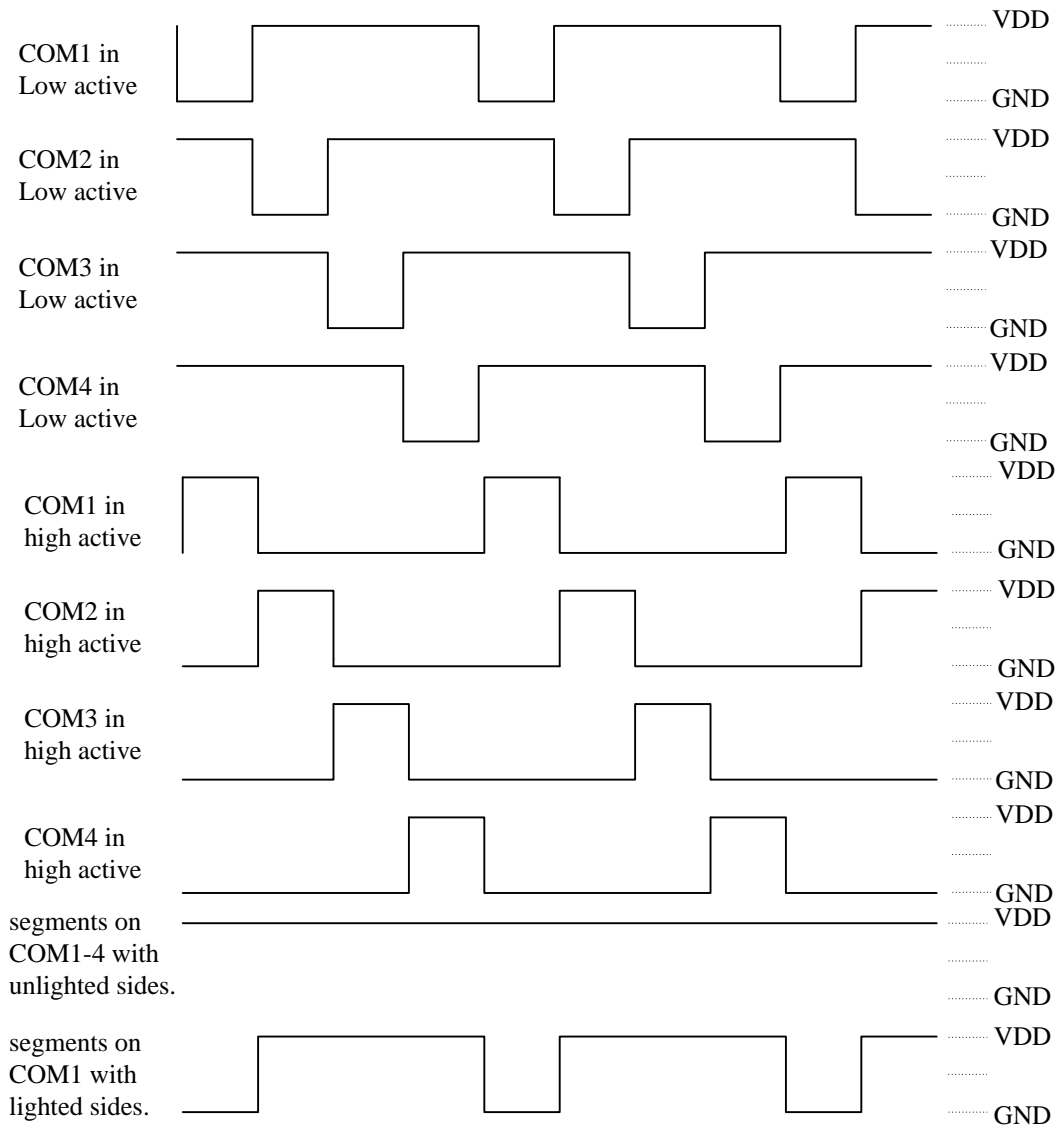 VDD
COM1 in
Low active
GND
VDD
COM2 in
Low active
GND
VDD
COM3 in
Low active
GND
VDD
COM4 in
Low active
GND
VDD
COM1 in
high active
GND
VDD
COM2 in
high active
GND
VDD
COM3 in
high active
GND
VDD
COM4 in
high active
GND
segments on
VDD
COM1-4 with
unlighted sides.
GND
VDD
segments on
COM1 with
lighted sides.
GND